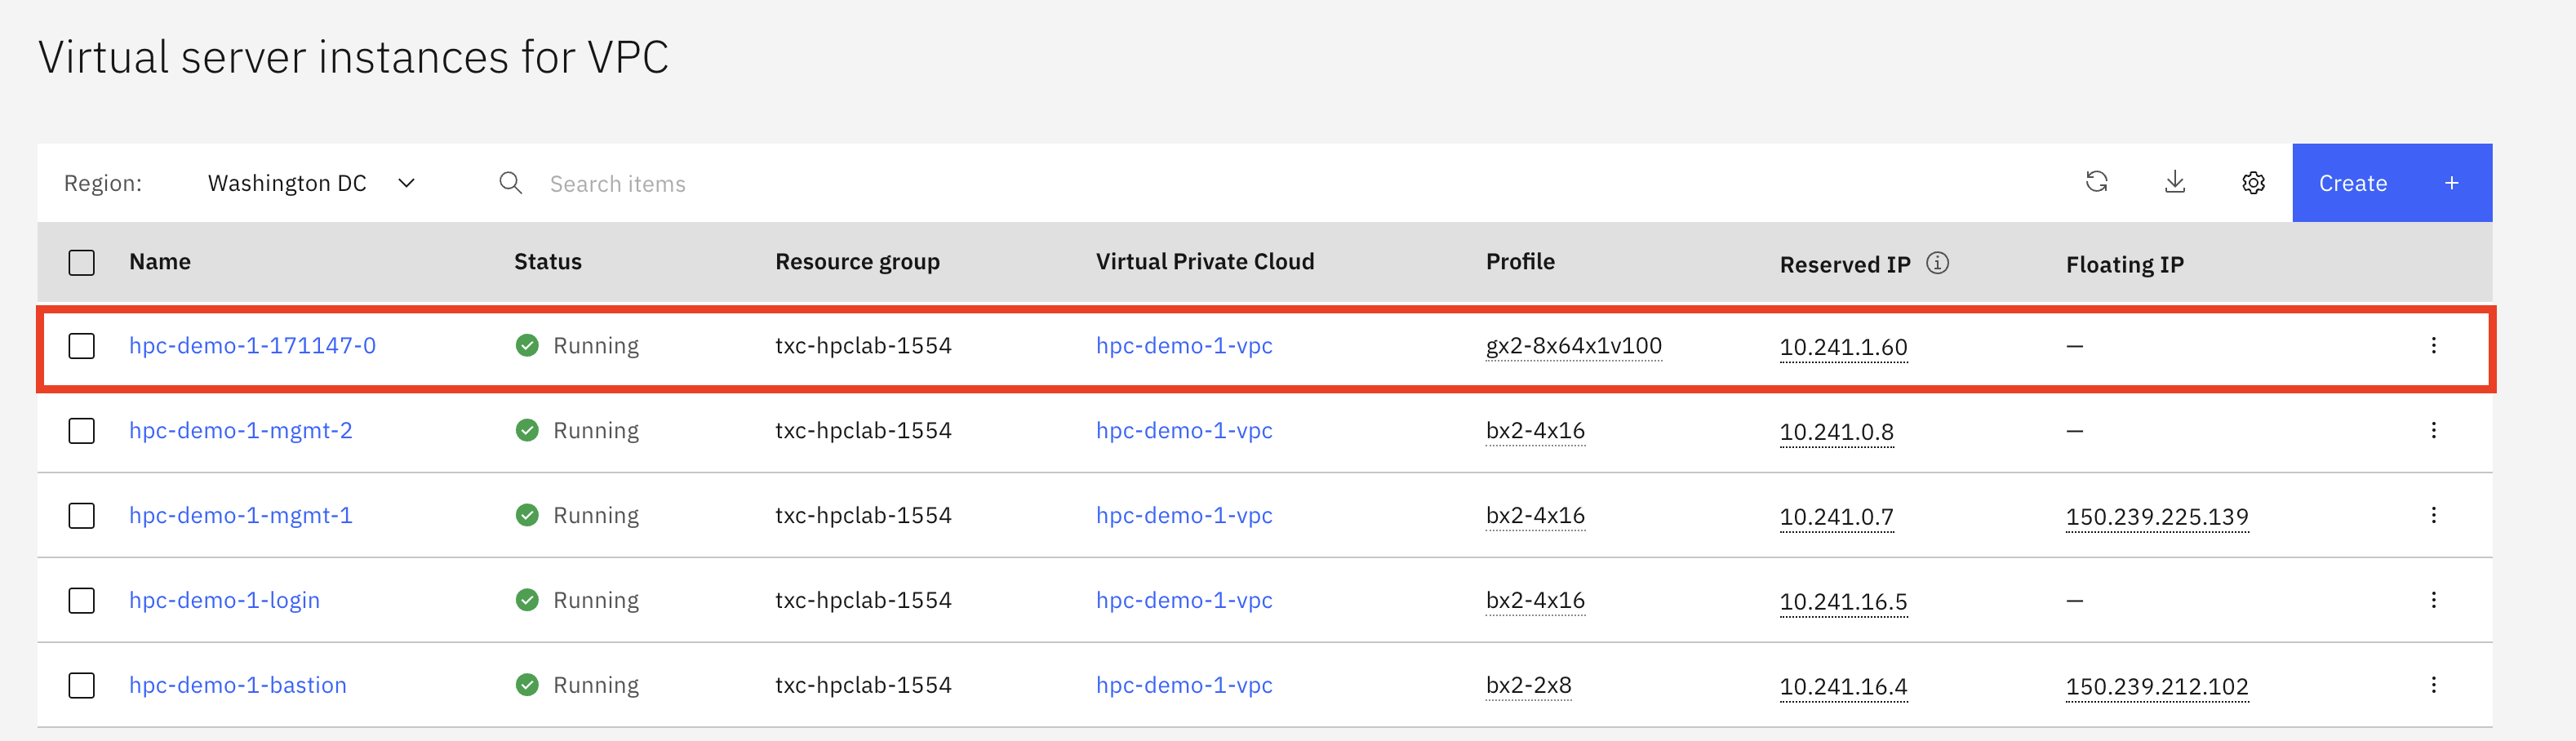 Virtual server instances for VPC
Region: Washington DC Search items Create +
Name Status Resource group Virtual Private Cloud Profile Reserved IP Floating IP
hpc-demo-1-171147-0 Running txc-hpclab-1554 hpc-demo-1-vpc gx2-8x64x1v100 10.241.1.60 –
hpc-demo-1-mgmt-2 Running txc-hpclab-1554 hpc-demo-1-vpc bx2-4x16 10.241.0.8 –
hpc-demo-1-mgmt-1 Running txc-hpclab-1554 hpc-demo-1-vpc bx2-4x16 10.241.0.7 150.239.225.139
hpc-demo-1-login Running txc-hpclab-1554 hpc-demo-1-vpc bx2-4x16 10.241.16.5 –
hpc-demo-1-bastion Running txc-hpclab-1554 hpc-demo-1-vpc bx2-2x8 10.241.16.4 150.239.212.102